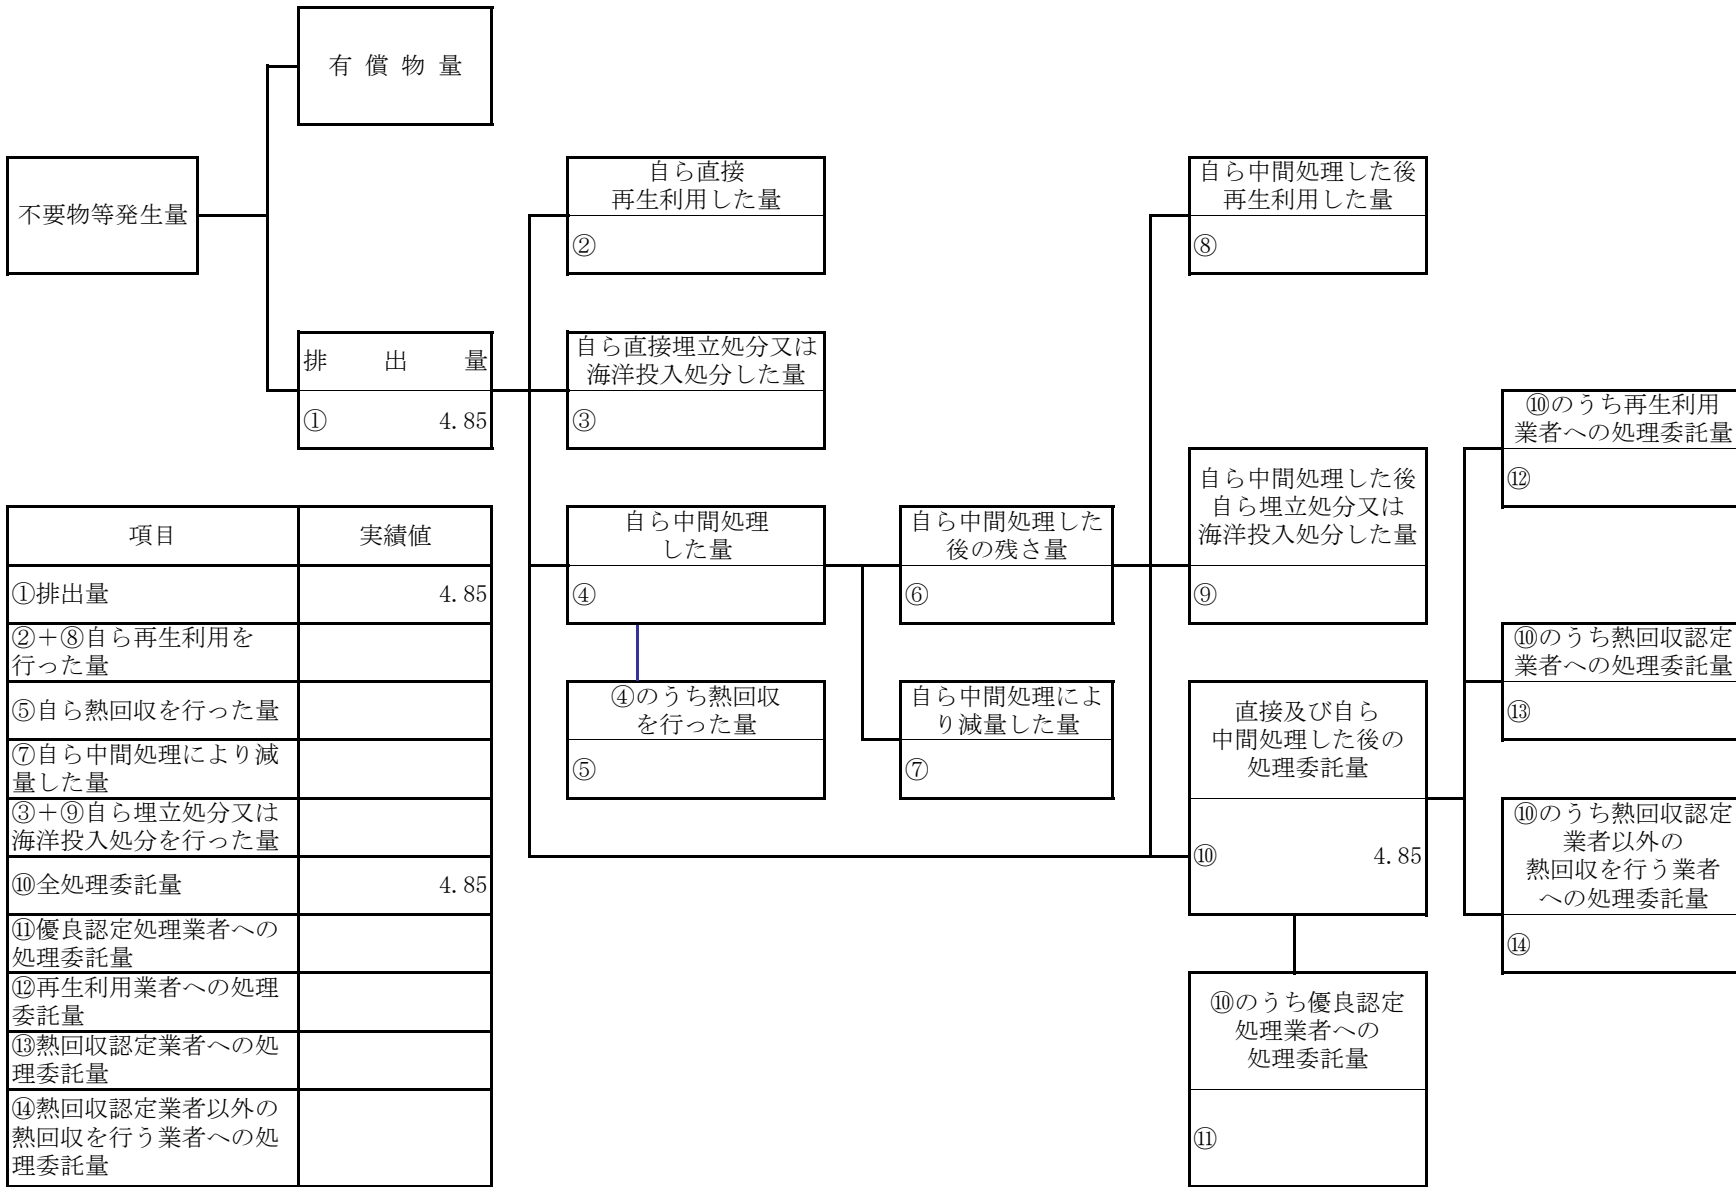 有償物量
不要物等発生量
自ら直接
再生利用した量
②
自ら中間処理した後
再生利用した量
⑧
排出量
① 4.85
自ら直接埋立処分又は
海洋投入処分した量
③
⑩のうち再生利用
業者への処理委託量
⑫
自ら中間処理
した量
④
自ら中間処理した
後の残さ量
⑥
自ら中間処理した後
自ら埋立処分又は
海洋投入処分した量
⑨
⑩のうち熱回収認定
業者への処理委託量
⑬
④のうち熱回収
を行った量
⑤
自ら中間処理によ
り減量した量
⑦
直接及び自ら
中間処理した後の
処理委託量
⑩ 4.85
⑩のうち熱回収認定
業者以外の
熱回収を行う業者
への処理委託量
⑭
⑩のうち優良認定
処理業者への
処理委託量
⑪
項目 実績値
①排出量 4.85
②＋⑧自ら再生利用を
行った量
⑤自ら熱回収を行った量
⑦自ら中間処理により減
量した量
③＋⑨自ら埋立処分又は
海洋投入処分を行った量
⑩全処理委託量 4.85
⑪優良認定処理業者への
処理委託量
⑫再生利用業者への処理
委託量
⑬熱回収認定業者への処
理委託量
⑭熱回収認定業者以外の
熱回収を行う業者への処
理委託量